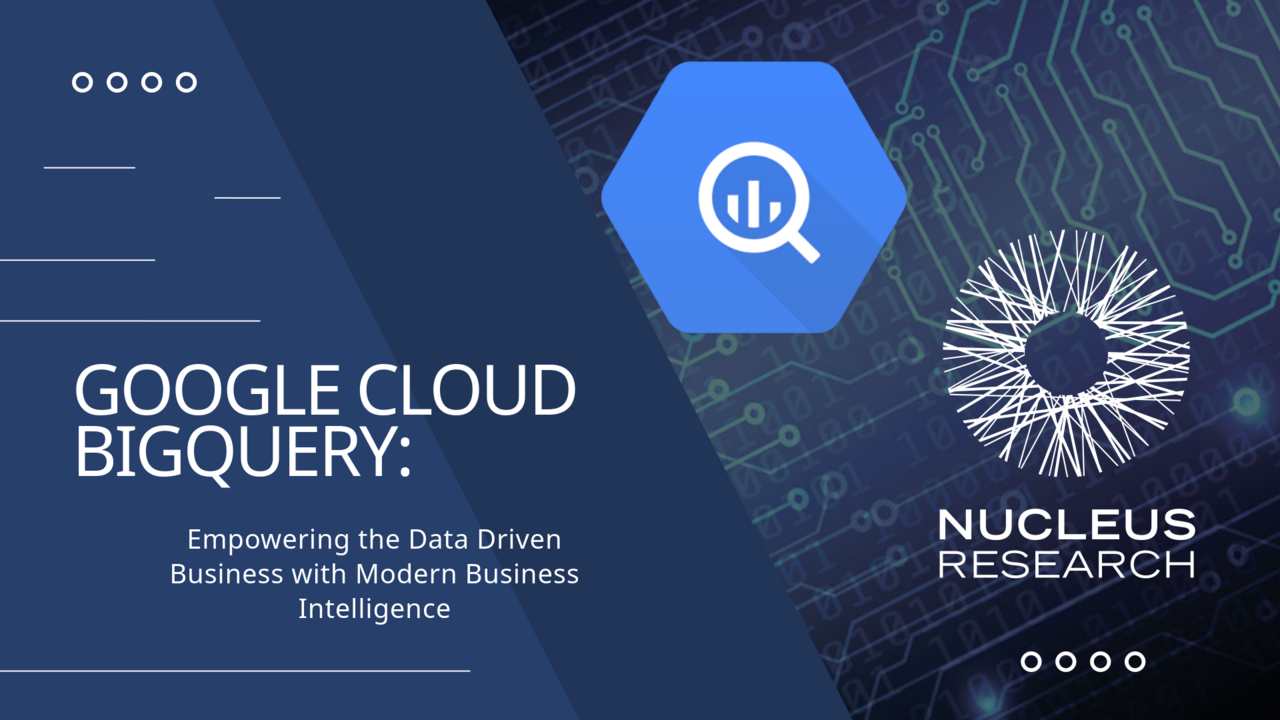 GOOGLE CLOUD
BIGQUERY:
Empowering the Data Driven
Business with Modern Business
Intelligence
NUCLEUS
RESEARCH